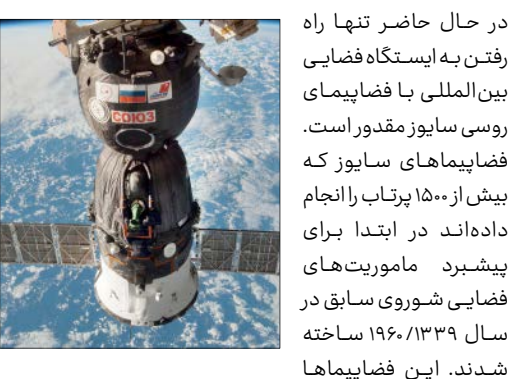 در حال حاضر تنها راه
رفتن به ایستگاه فضایی
بین‌المللی با فضاپیمای
روسی سایوز مقدور است.
فضاپیماهای سایوز که
بیش از ۱۵۰۰ پرتاب را انجام
داده‌اند در ابتدا برای
پیشبرد ماموریت‌های
فضایی شوروی سابق در
سال ۱۹۶۰/۱۳۳۹ ساخته
شدند. این فضاپیماها
СОЮЗ